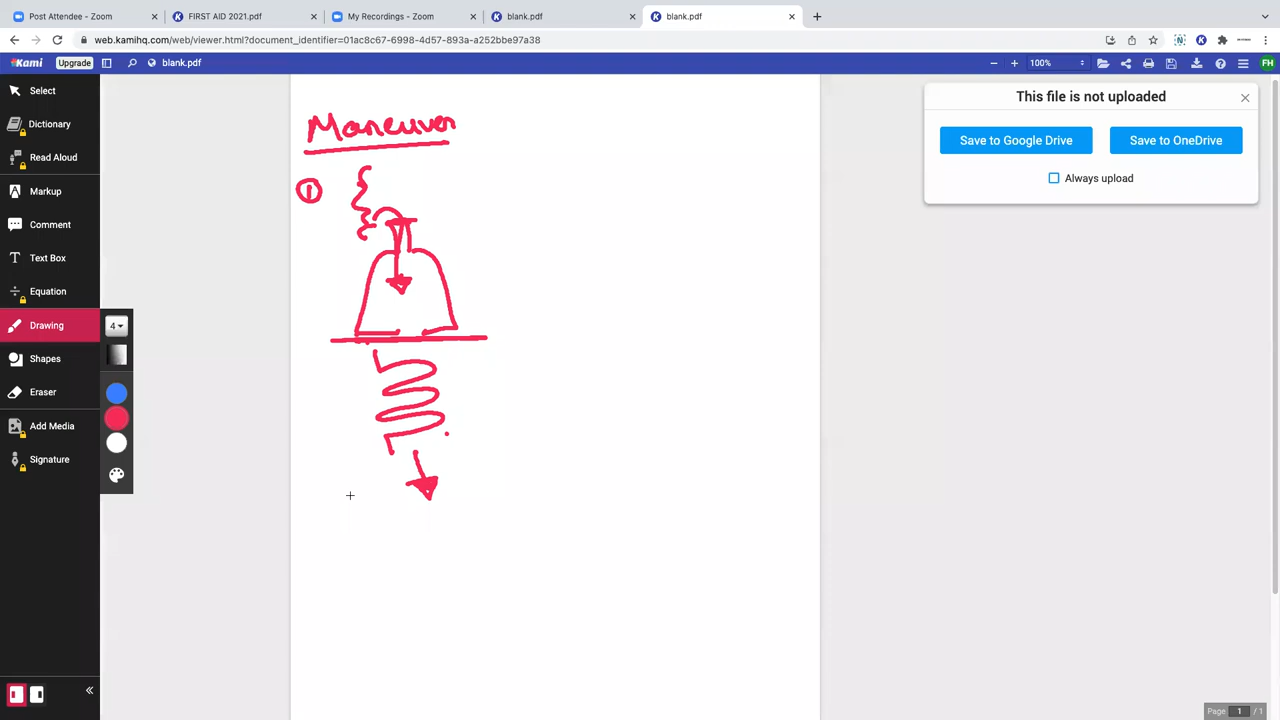 Post Attendee - Zoom
FIRST AID 2021.pdf
My Recordings - Zoom
blank.pdf
blank.pdf
web.kamihq.com/web/viewer.html?document_identifier=01ac8c67-6998-4d57-893a-a252bbe97a38
Kami
Upgrade
blank.pdf
100%
FH
Select
Dictionary
Read Aloud
Markup
Comment
Text Box
Equation
Drawing
Shapes
Eraser
Add Media
Signature
4
Maneuver
1
This file is not uploaded
Save to Google Drive
Save to OneDrive
Always upload
Page 1 / 1